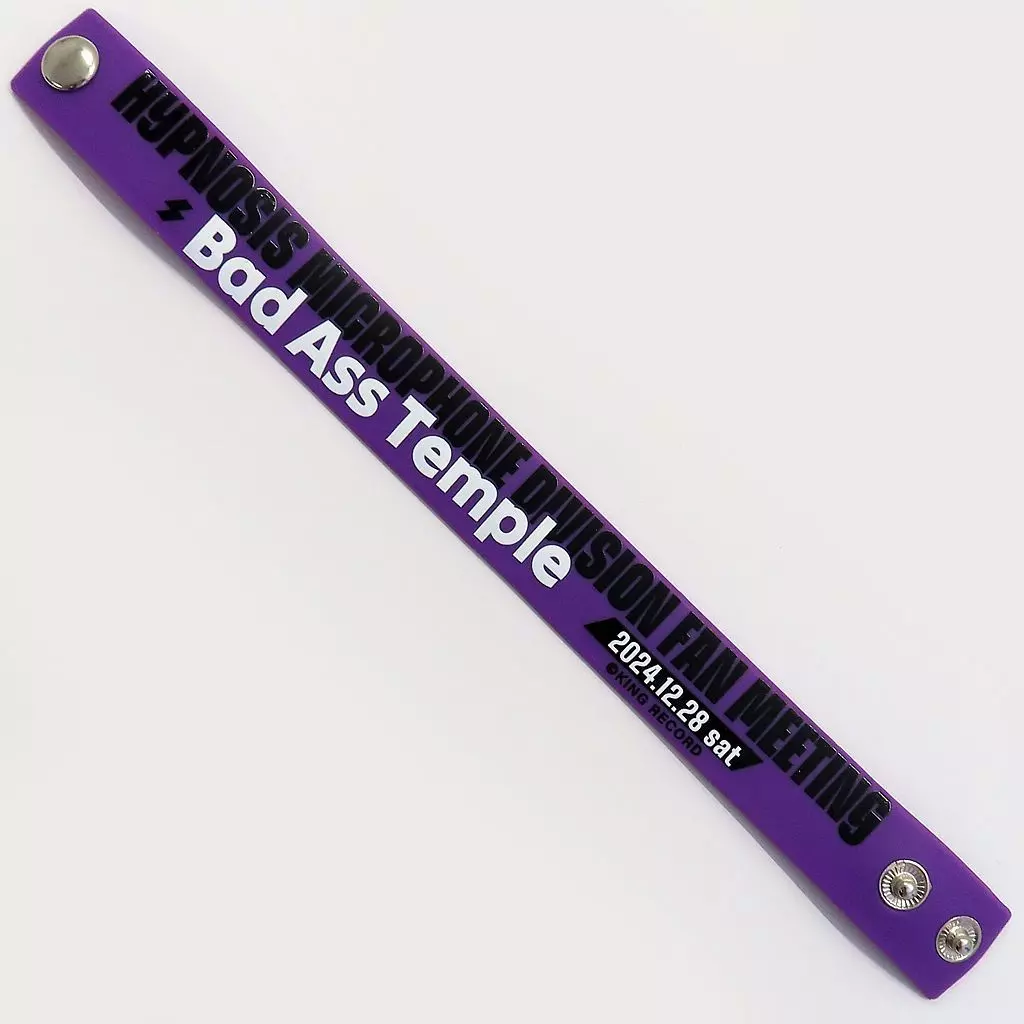 HYPNOSIS MICROPHONE DIVISION FAN MEETING
Bad Ass Temple
2024.12.28 sat
©KING RECORD